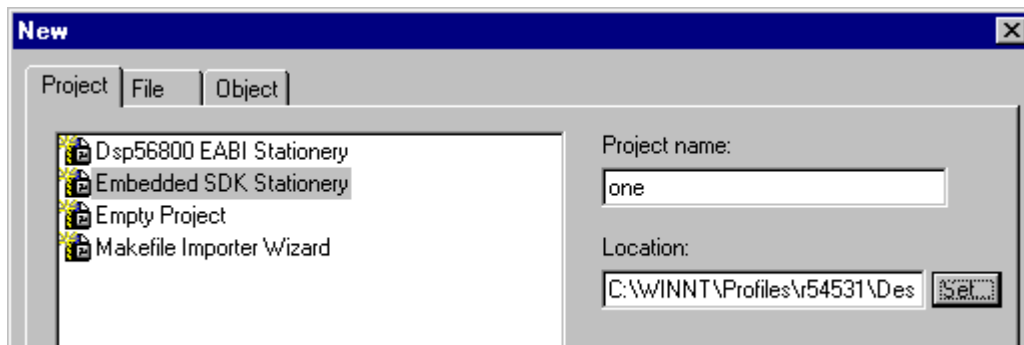 New
Project File Object
Dsp56800 EABI Stationery
Embedded SDK Stationery
Empty Project
Makefile Importer Wizard
Project name:
one
Location:
C:\WINNT\Profiles\r54531\Des Set...